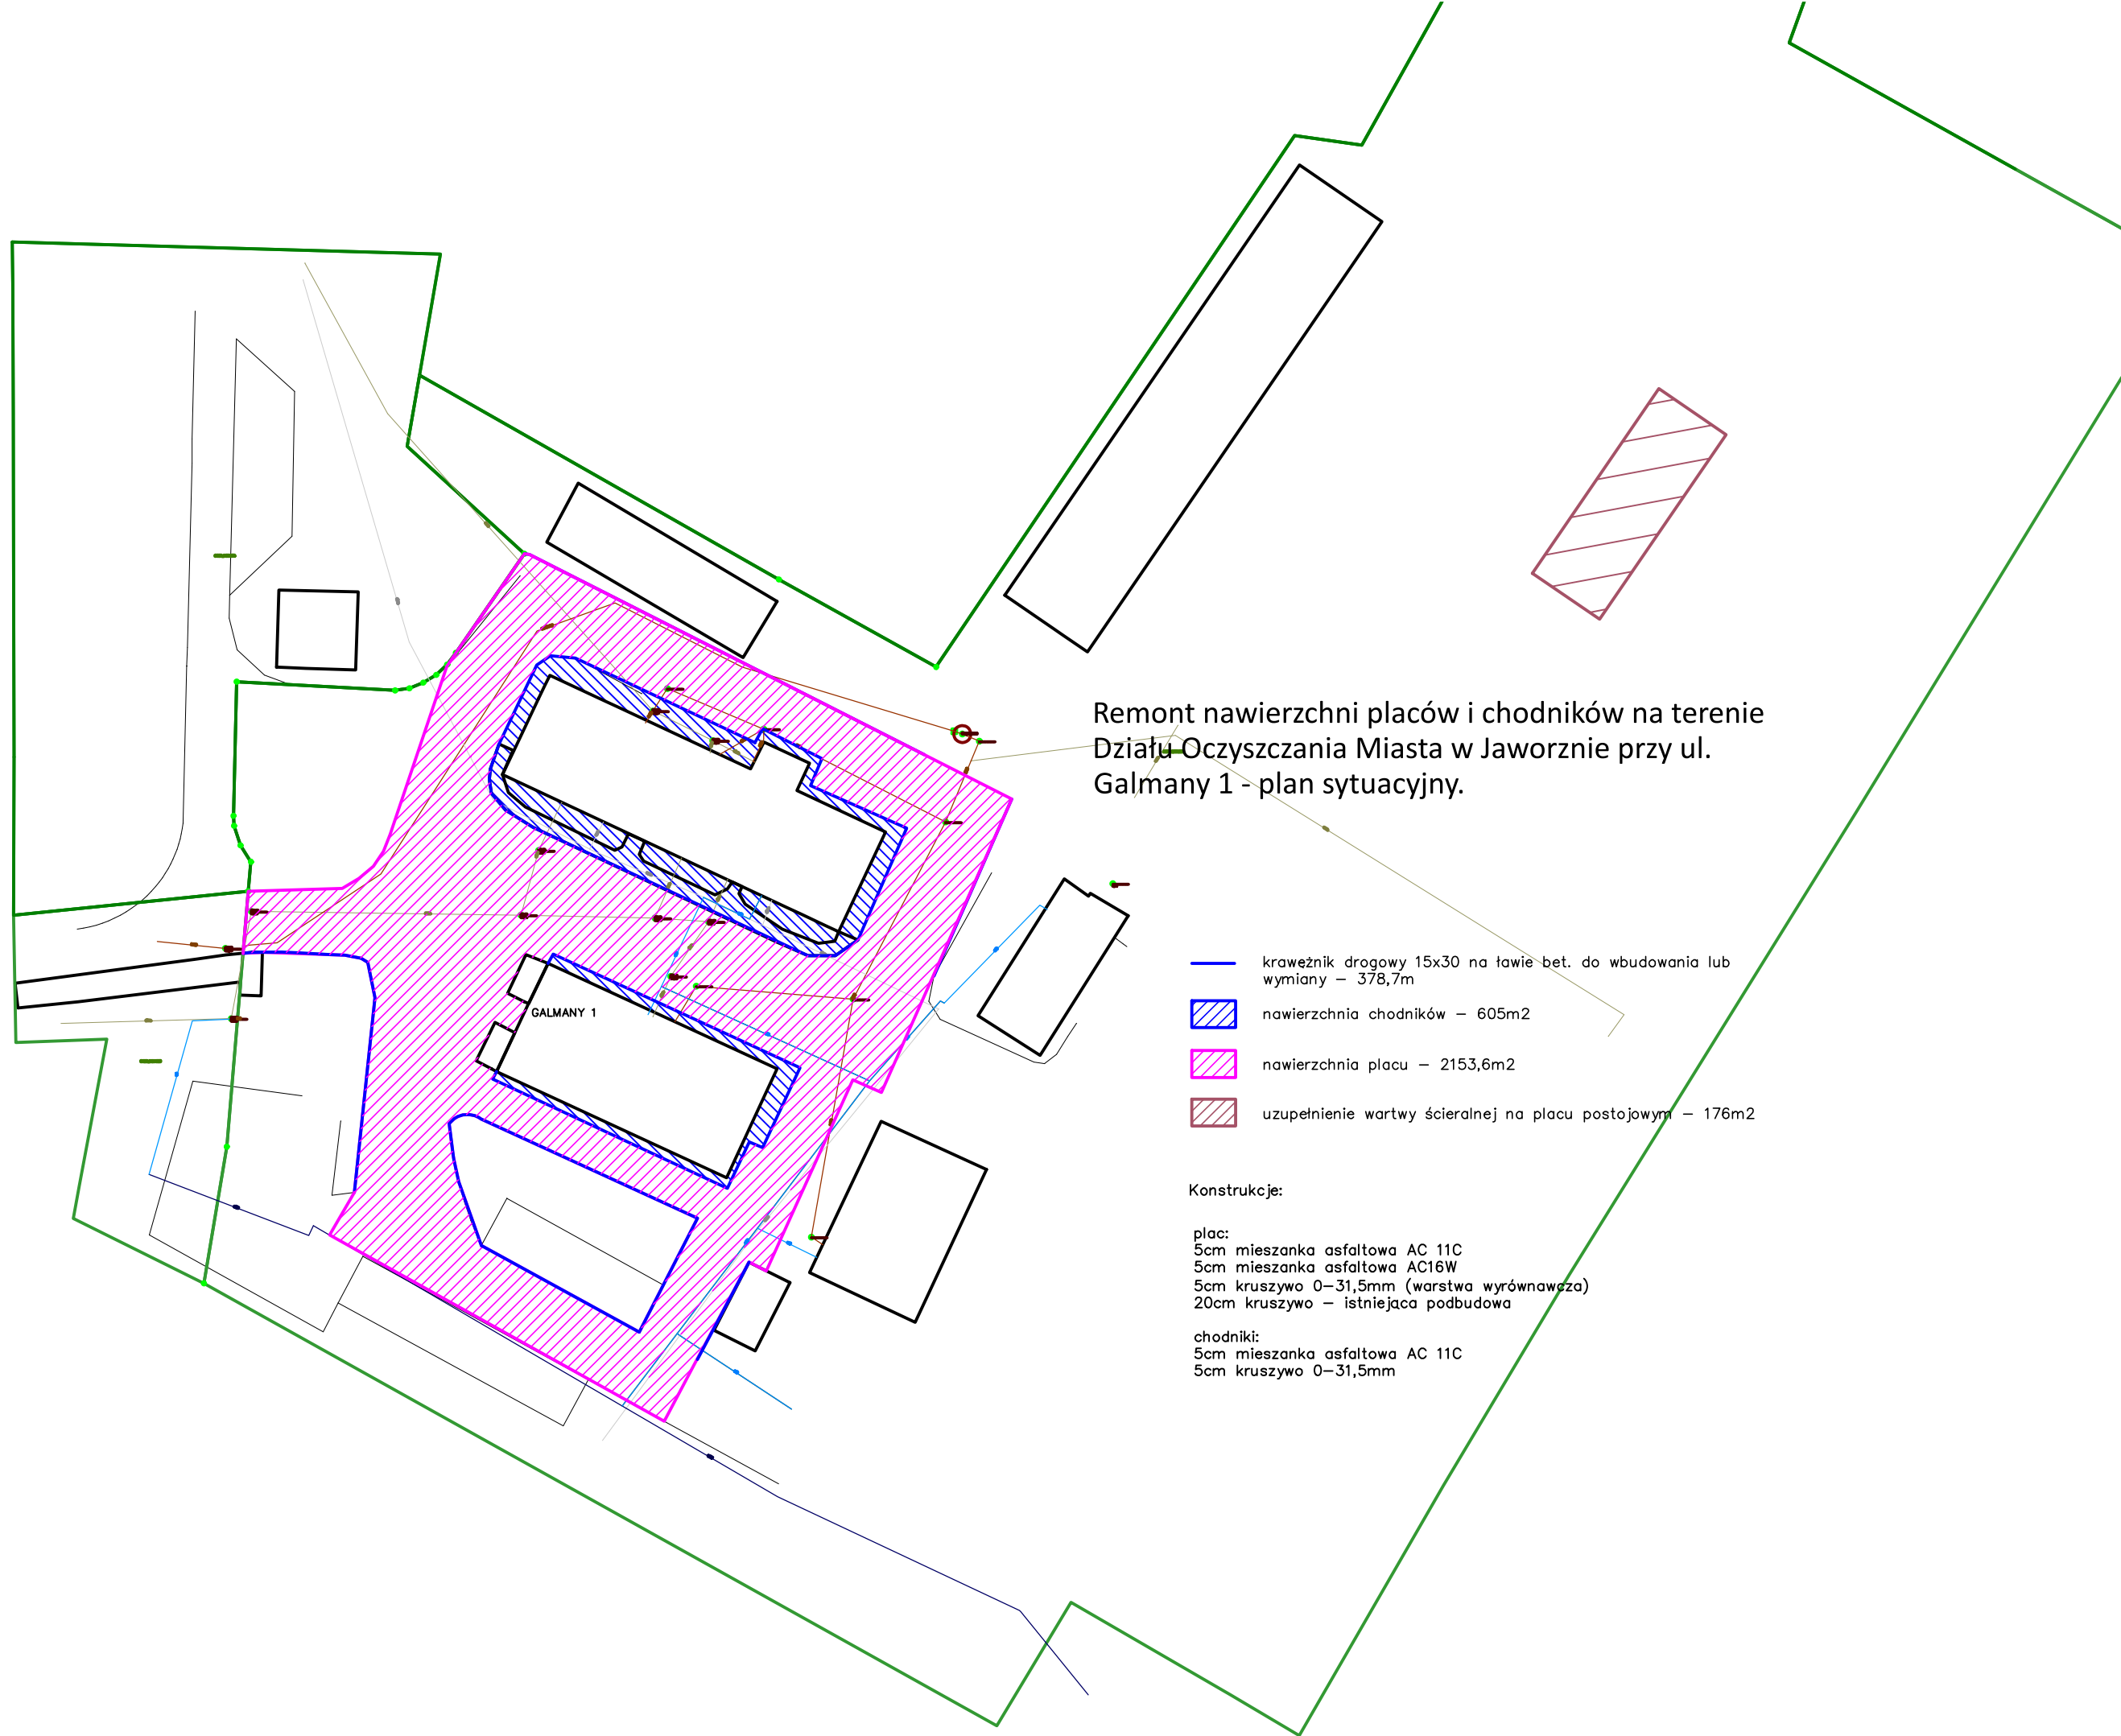 Remont nawierzchni placów i chodników na terenie
Działu Oczyszczania Miasta w Jaworznie przy ul.
Galmany 1 - plan sytuacyjny.
krawężnik drogowy 15x30 na ławie bet. do wbudowania lub
wymiany – 378,7m
nawierzchnia chodników – 605m2
GALMANY 1
nawierzchnia placu – 2153,6m2
uzupełnienie wartwy ścieralnej na placu postojowym – 176m2
Konstrukcje:
plac:
5cm mieszanka asfaltowa AC 11C
5cm mieszanka asfaltowa AC16W
5cm kruszywo 0–31,5mm (warstwa wyrównawcza)
20cm kruszywo – istniejąca podbudowa
chodniki:
5cm mieszanka asfaltowa AC 11C
5cm kruszywo 0–31,5mm